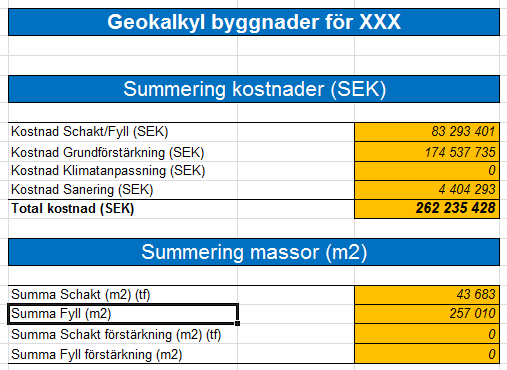 Geokalkyl byggnader för XXX
Summering kostnader (SEK)
Kostnad Schakt/Fyll (SEK) 83 293 401
Kostnad Grundförstärkning (SEK) 174 537 735
Kostnad Klimatanpassning (SEK) 0
Kostnad Sanering (SEK) 4 404 293
Total kostnad (SEK) 262 235 428
Summering massor (m2)
Summa Schakt (m2) (tf) 43 683
Summa Fyll (m2) 257 010
Summa Schakt förstärkning (m2) (tf) 0
Summa Fyll förstärkning (m2) 0